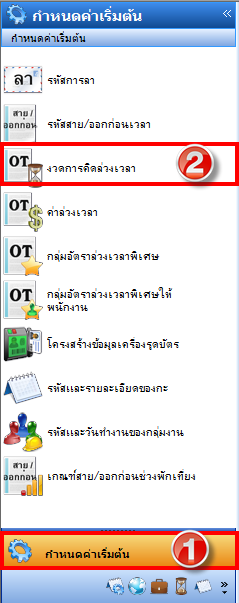 กำหนดค่าเริ่มต้น
กำหนดค่าเริ่มต้น
ลา
รหัสการลา
สาย/
ออกก่อน
รหัสสาย/ออกก่อนเวลา
OT
งวดการคิดล่วงเวลา
2
OT
ค่าล่วงเวลา
OT
กลุ่มอัตราล่วงเวลาพิเศษ
OT
กลุ่มอัตราล่วงเวลาพิเศษให้
พนักงาน
โครงสร้างข้อมูลเครื่องรูดบัตร
รหัสและรายละเอียดของกะ
รหัสและวันทำงานของกลุ่มงาน
สาย/
ออกก่อน
เกณฑ์สาย/ออกก่อนช่วงพักเที่ยง
กำหนดค่าเริ่มต้น
1